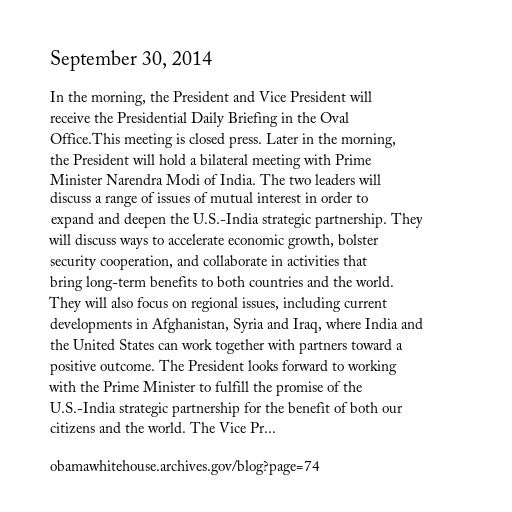 September 30, 2014
In the morning, the President and Vice President will
receive the Presidential Daily Briefing in the Oval
Office.This meeting is closed press. Later in the morning,
the President will hold a bilateral meeting with Prime
Minister Narendra Modi of India. The two leaders will
discuss a range of issues of mutual interest in order to
expand and deepen the U.S.-India strategic partnership. They
will discuss ways to accelerate economic growth, bolster
security cooperation, and collaborate in activities that
bring long-term benefits to both countries and the world.
They will also focus on regional issues, including current
developments in Afghanistan, Syria and Iraq, where India and
the United States can work together with partners toward a
positive outcome. The President looks forward to working
with the Prime Minister to fulfill the promise of the
U.S.-India strategic partnership for the benefit of both our
citizens and the world. The Vice Pr...
obamawhitehouse.archives.gov/blog?page=74